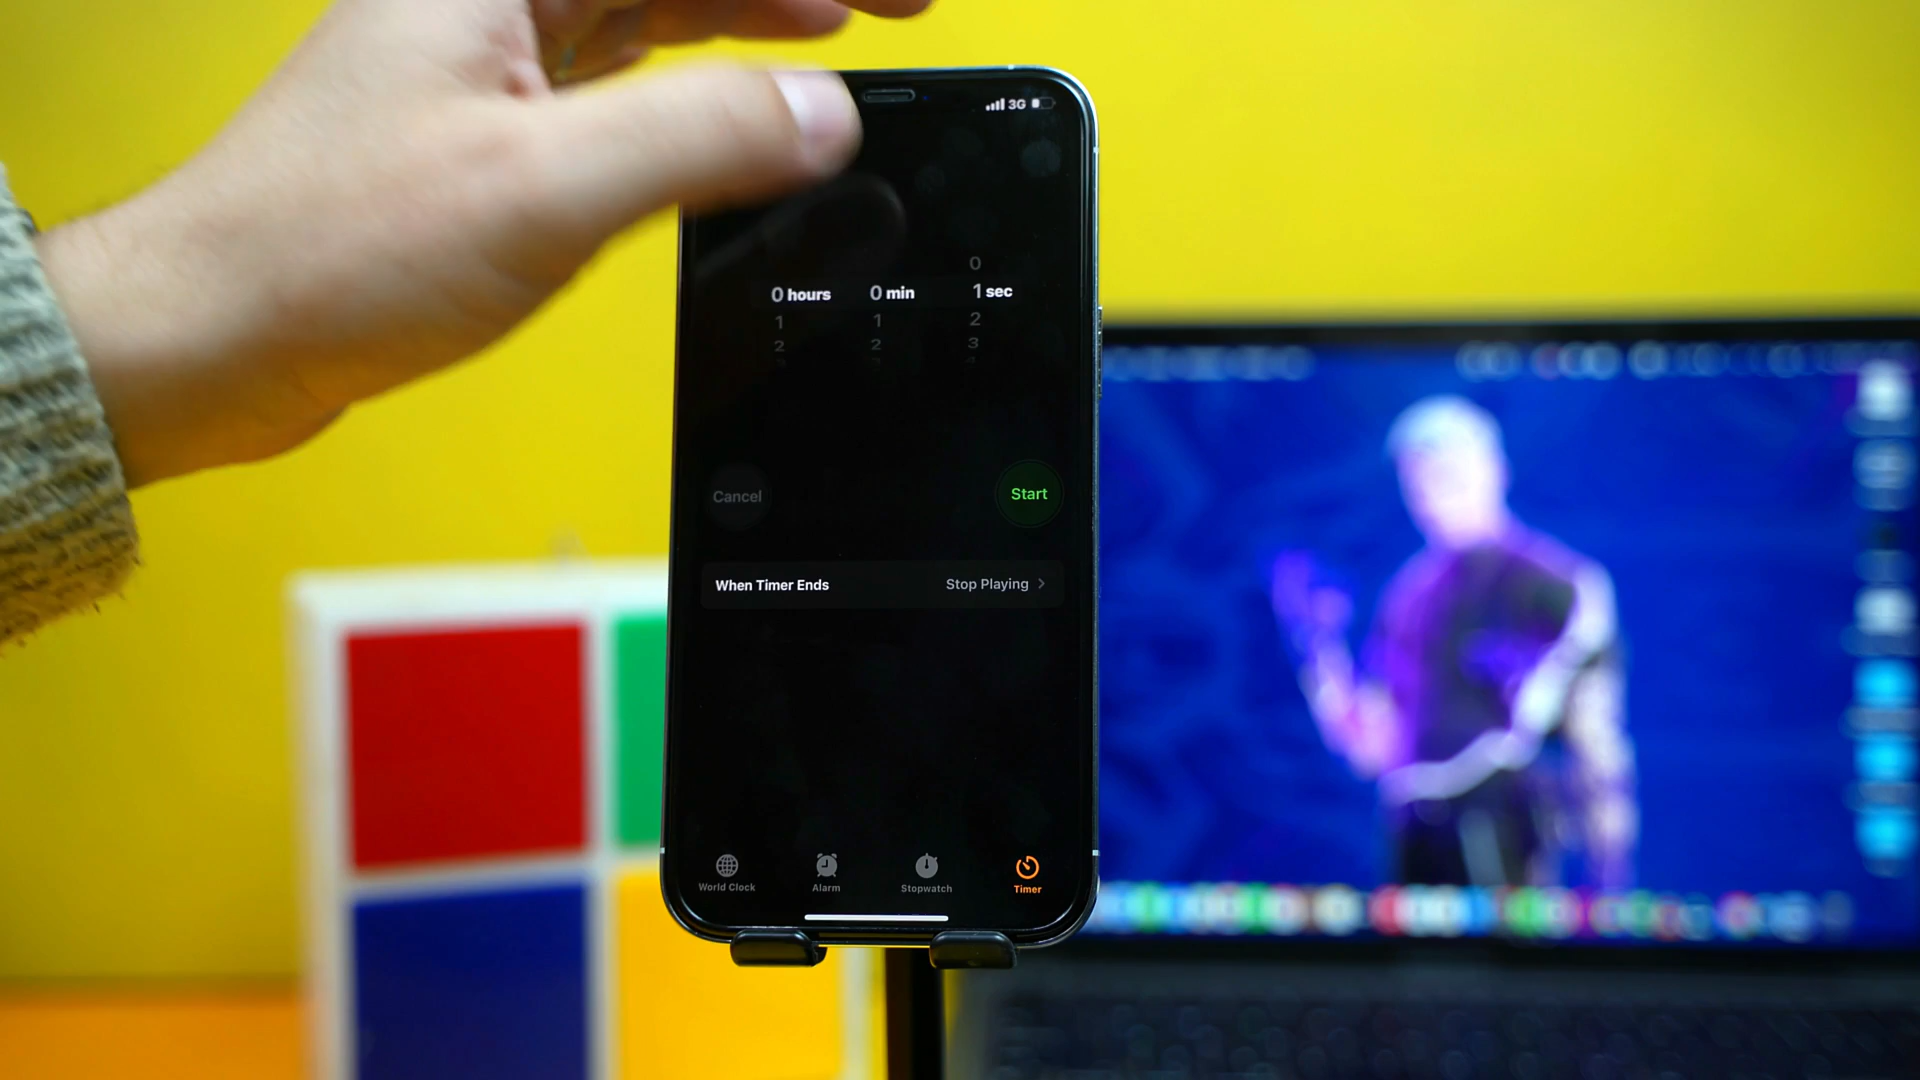 3G
0
0 hours 0 min 1 sec
1 1 2
2 2 3
Cancel Start
When Timer Ends Stop Playing
World Clock Alarm Stopwatch Timer